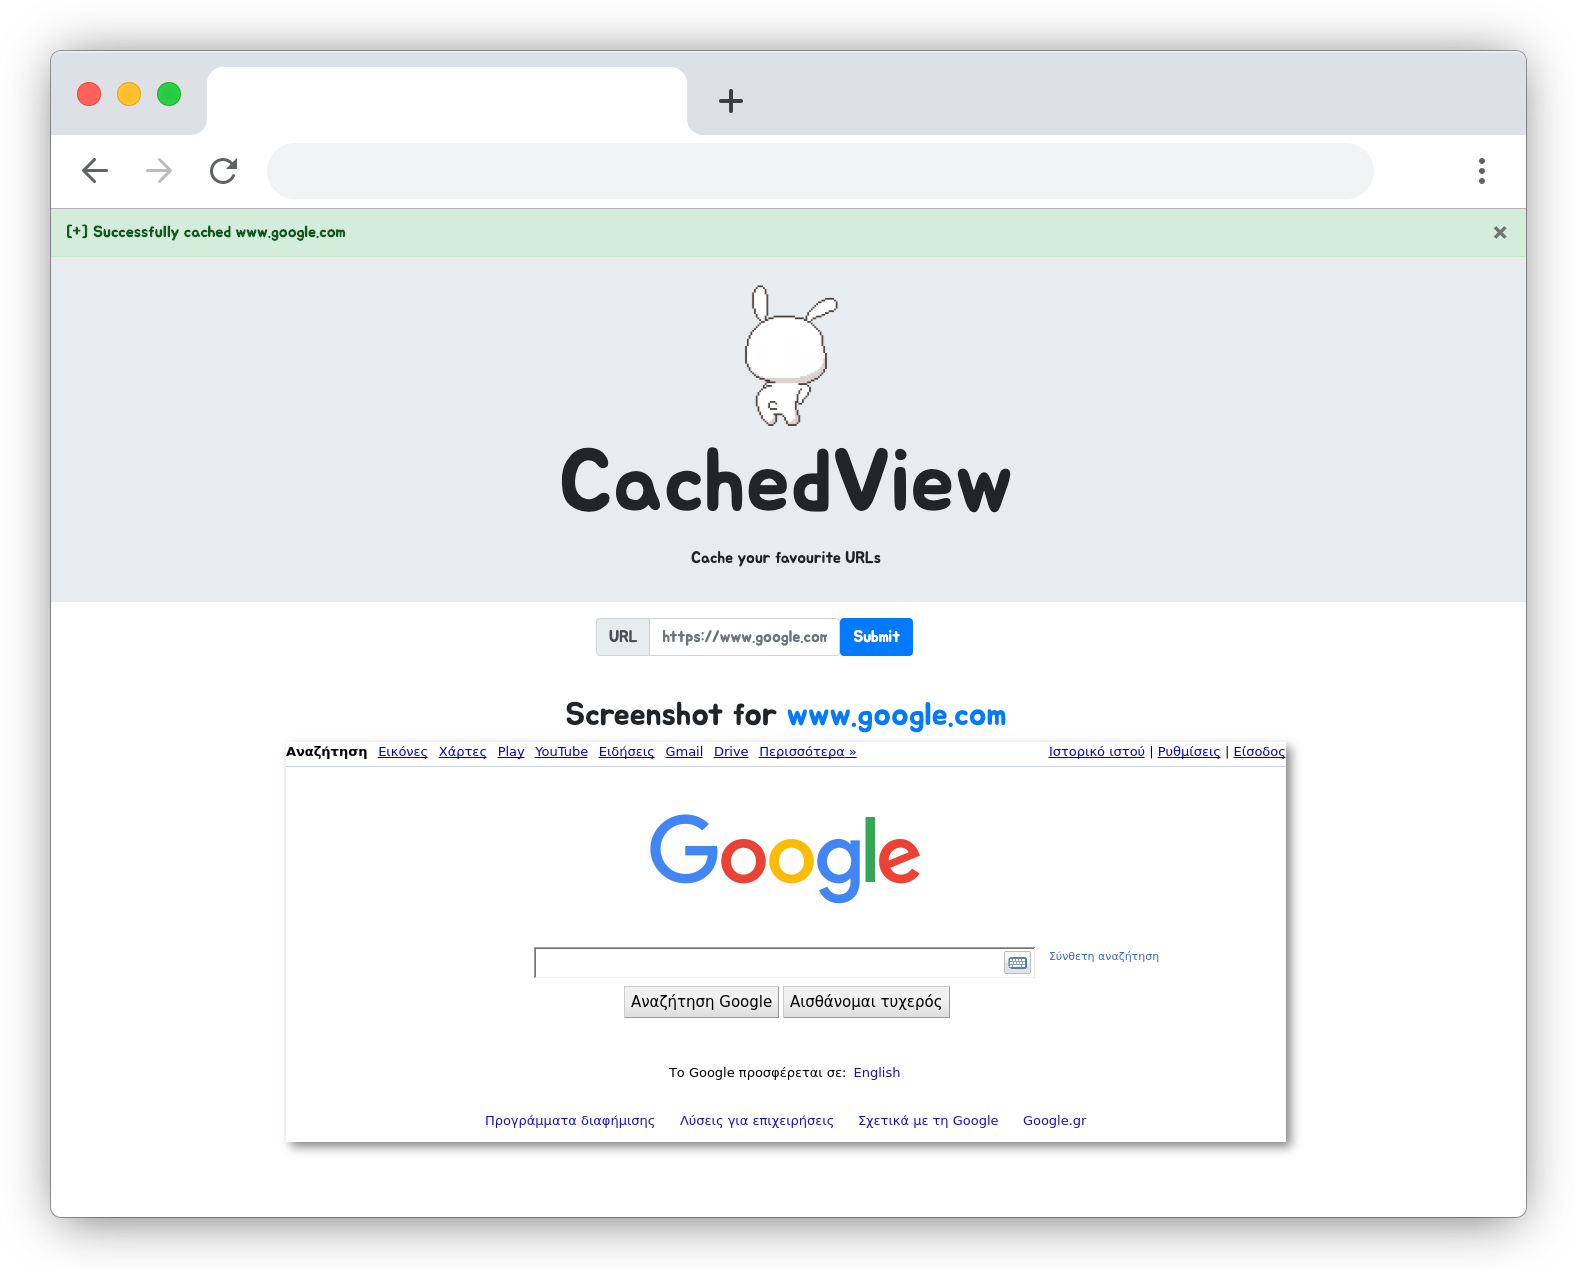 [+] Successfully cached www.google.com ×
CachedView
Cache your favourite URLs
URL https://www.google.com Submit
Screenshot for www.google.com
Αναζήτηση Εικόνες Χάρτες Play YouTube Ειδήσεις Gmail Drive Περισσότερα » Ιστορικό ιστού | Ρυθμίσεις | Είσοδος
Google
Σύνθετη αναζήτηση
Αναζήτηση Google Αισθάνομαι τυχερός
Το Google προσφέρεται σε: English
Προγράμματα διαφήμισης Λύσεις για επιχειρήσεις Σχετικά με τη Google Google.gr